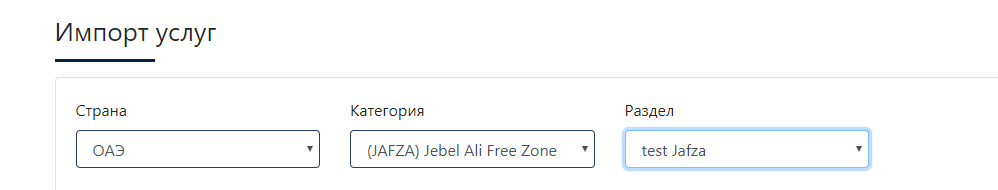 Импорт услуг
Страна Категория Раздел
ОАЭ (JAFZA) Jebel Ali Free Zone test Jafza